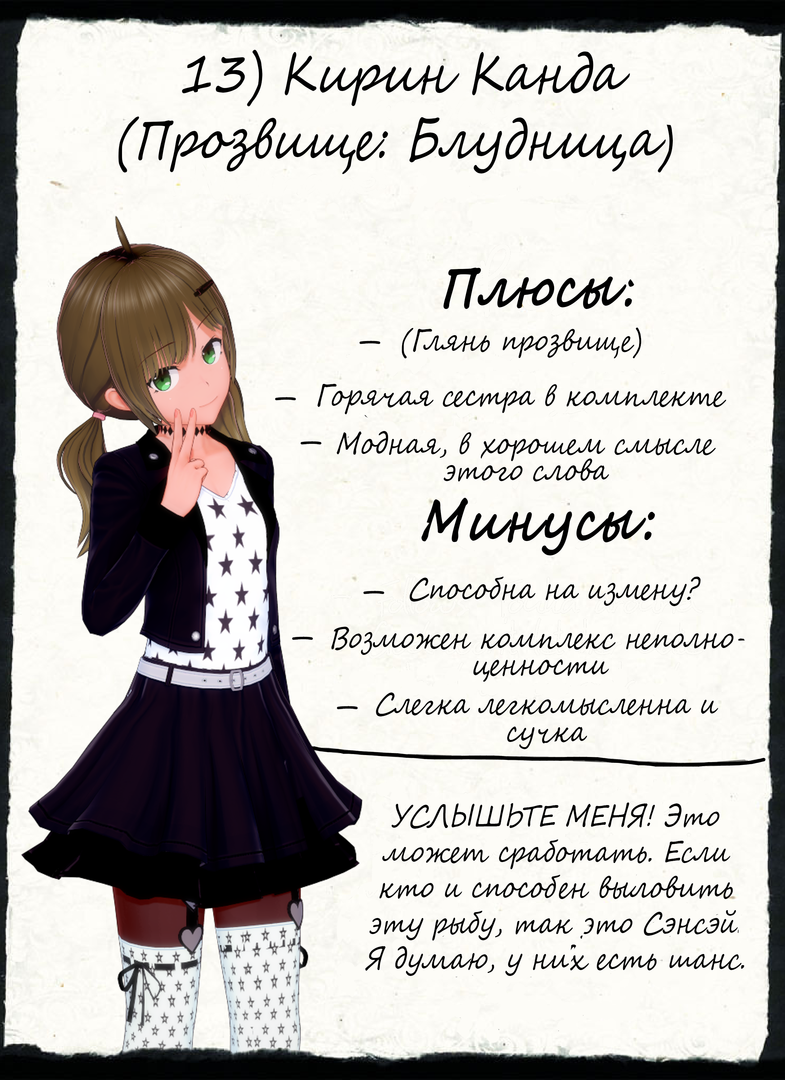 13) Кирин Канда
(Прозвище: Блудница)
Плюсы:
— (Глянь прозвище)
— Горячая сестра в комплекте
— Модная, в хорошем смысле
этого слова
Минусы:
— Способна на измену?
— Возможен комплекс неполно-
ценности
— Слегка легкомысленна и
сучка
УСЛЫШЬТЕ МЕНЯ! Это
может сработать. Если
кто и способен выловить
эту рыбу, так это Сэнсэй.
Я думаю, у них есть шанс.